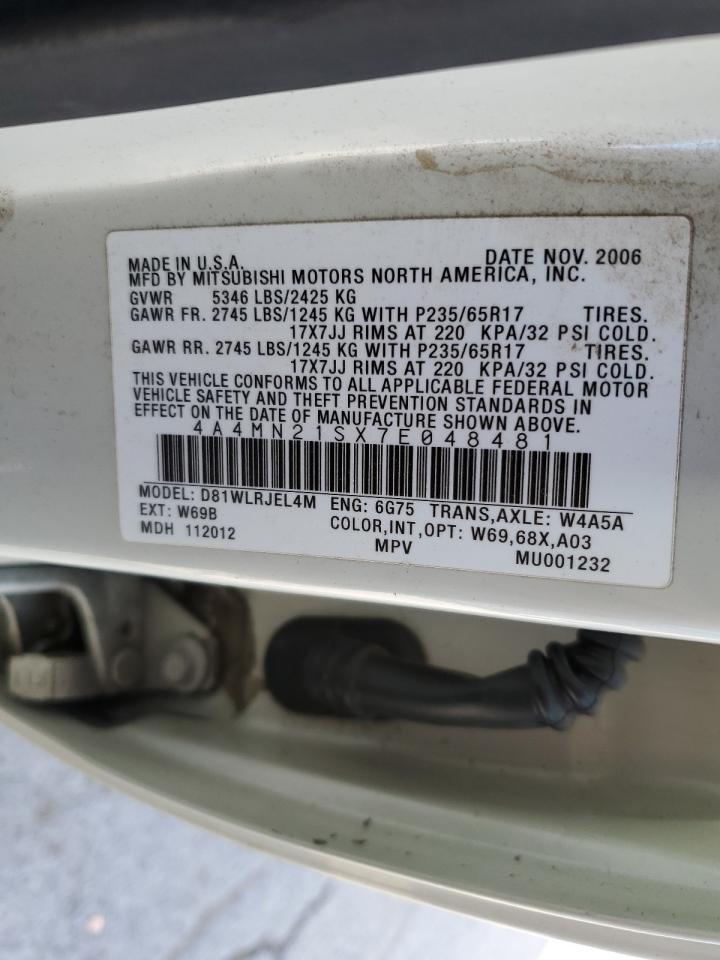 MADE IN U.S.A. DATE NOV. 2006
MFD BY MITSUBISHI MOTORS NORTH AMERICA, INC.
GVWR 5346 LBS/2425 KG
GAWR FR. 2745 LBS/1245 KG WITH P235/65R17 TIRES.
17X7JJ RIMS AT 220 KPA/32 PSI COLD.
GAWR RR. 2745 LBS/1245 KG WITH P235/65R17 TIRES.
17X7JJ RIMS AT 220 KPA/32 PSI COLD.
THIS VEHICLE CONFORMS TO ALL APPLICABLE FEDERAL MOTOR
VEHICLE SAFETY AND THEFT PREVENTION STANDARDS IN
EFFECT ON THE DATE OF MANUFACTURE SHOWN ABOVE.
4A4MN21SX7E048481
MODEL: D81WLRJEL4M ENG: 6G75 TRANS,AXLE: W4A5A
EXT: W69B COLOR,INT,OPT: W69,68X,A03
MDH 112012 MPV MU001232